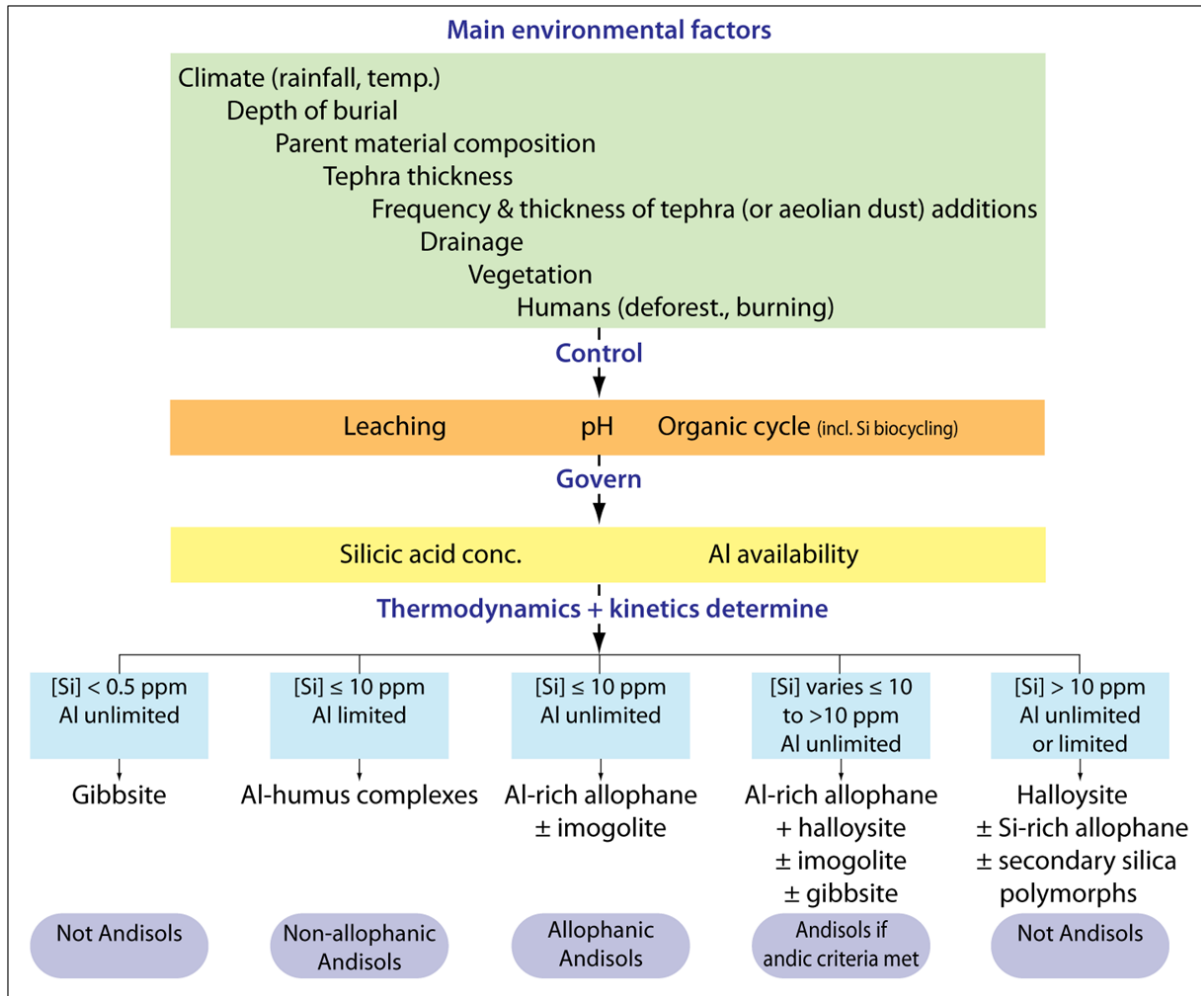 Main environmental factors
Climate (rainfall, temp.)
Depth of burial
Parent material composition
Tephra thickness
Frequency & thickness of tephra (or aeolian dust) additions
Drainage
Vegetation
Humans (deforest., burning)
Control
Leaching pH Organic cycle (incl. Si biocycling)
Govern
Silicic acid conc. Al availability
Thermodynamics + kinetics determine
[Si] < 0.5 ppm
Al unlimited
Gibbsite
Not Andisols
[Si] ≤ 10 ppm
Al limited
Al-humus complexes
Non-allophanic
Andisols
[Si] ≤ 10 ppm
Al unlimited
Al-rich allophane
± imogolite
Allophanic
Andisols
[Si] varies ≤ 10
to >10 ppm
Al unlimited
Al-rich allophane
+ halloysite
± imogolite
± gibbsite
Andisols if
andic criteria met
[Si] > 10 ppm
Al unlimited
or limited
Halloysite
± Si-rich allophane
± secondary silica
polymorphs
Not Andisols